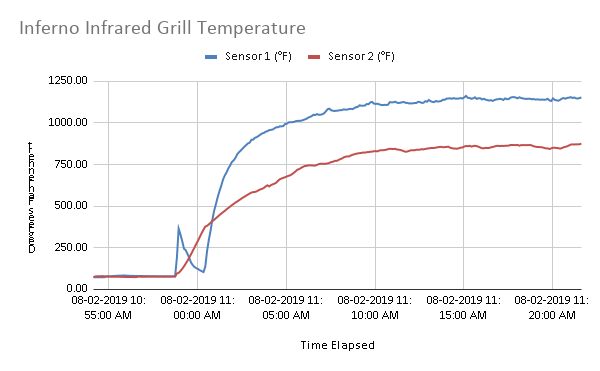 Inferno Infrared Grill Temperature
Sensor 1 (°F)
Sensor 2 (°F)
1250.00
1000.00
750.00
500.00
250.00
0.00
08-02-2019 10:
55:00 AM
08-02-2019 11:
00:00 AM
08-02-2019 11:
05:00 AM
08-02-2019 11:
10:00 AM
08-02-2019 11:
15:00 AM
08-02-2019 11:
20:00 AM
Time Elapsed